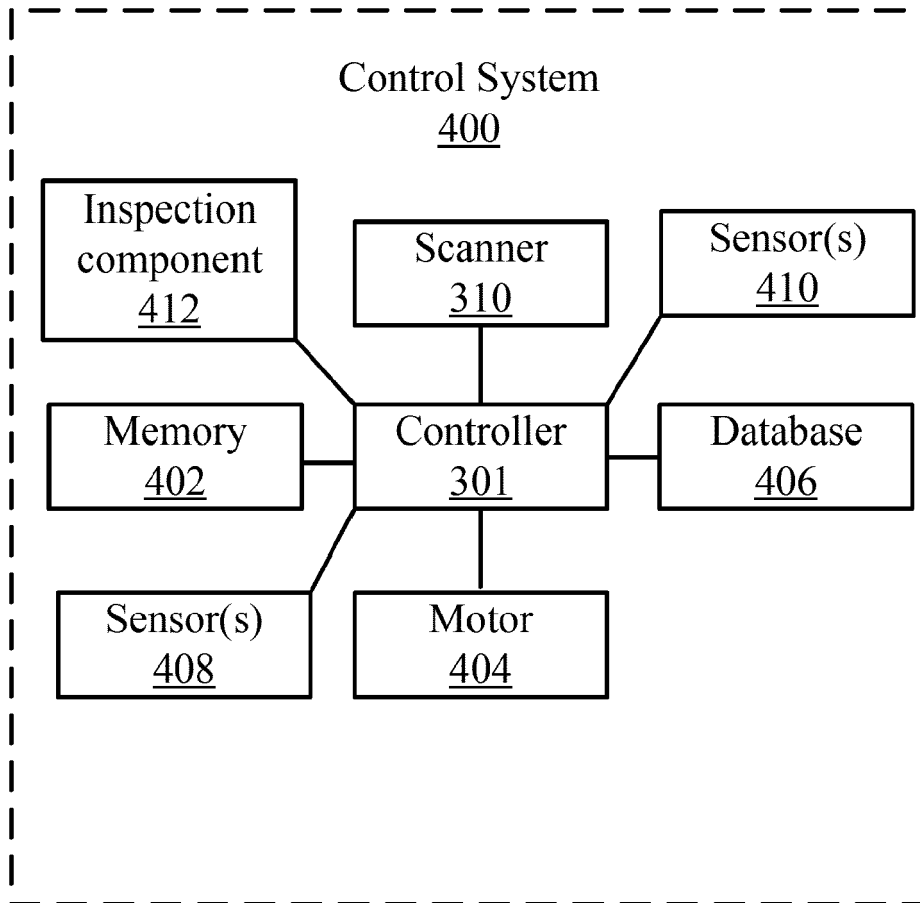 Control System
400
Inspection
component
412
Scanner
310
Sensor(s)
410
Memory
402
Controller
301
Database
406
Sensor(s)
408
Motor
404